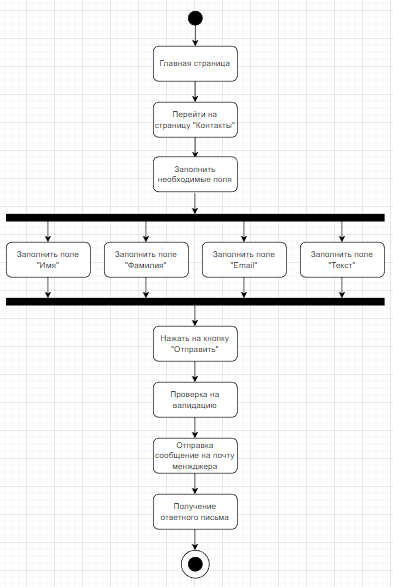 Главная страница
Перейти на
страницу "Контакты"
Заполнить
необходимые поля
Заполнить поле
"Имя"
Заполнить поле
"Фамилия"
Заполнить поле
"Email"
Заполнить поле
"Текст"
Нажать на кнопку
"Отправить"
Проверка на
валидацию
Отправка
сообщение на почту
менжджера
Получение
ответного письма